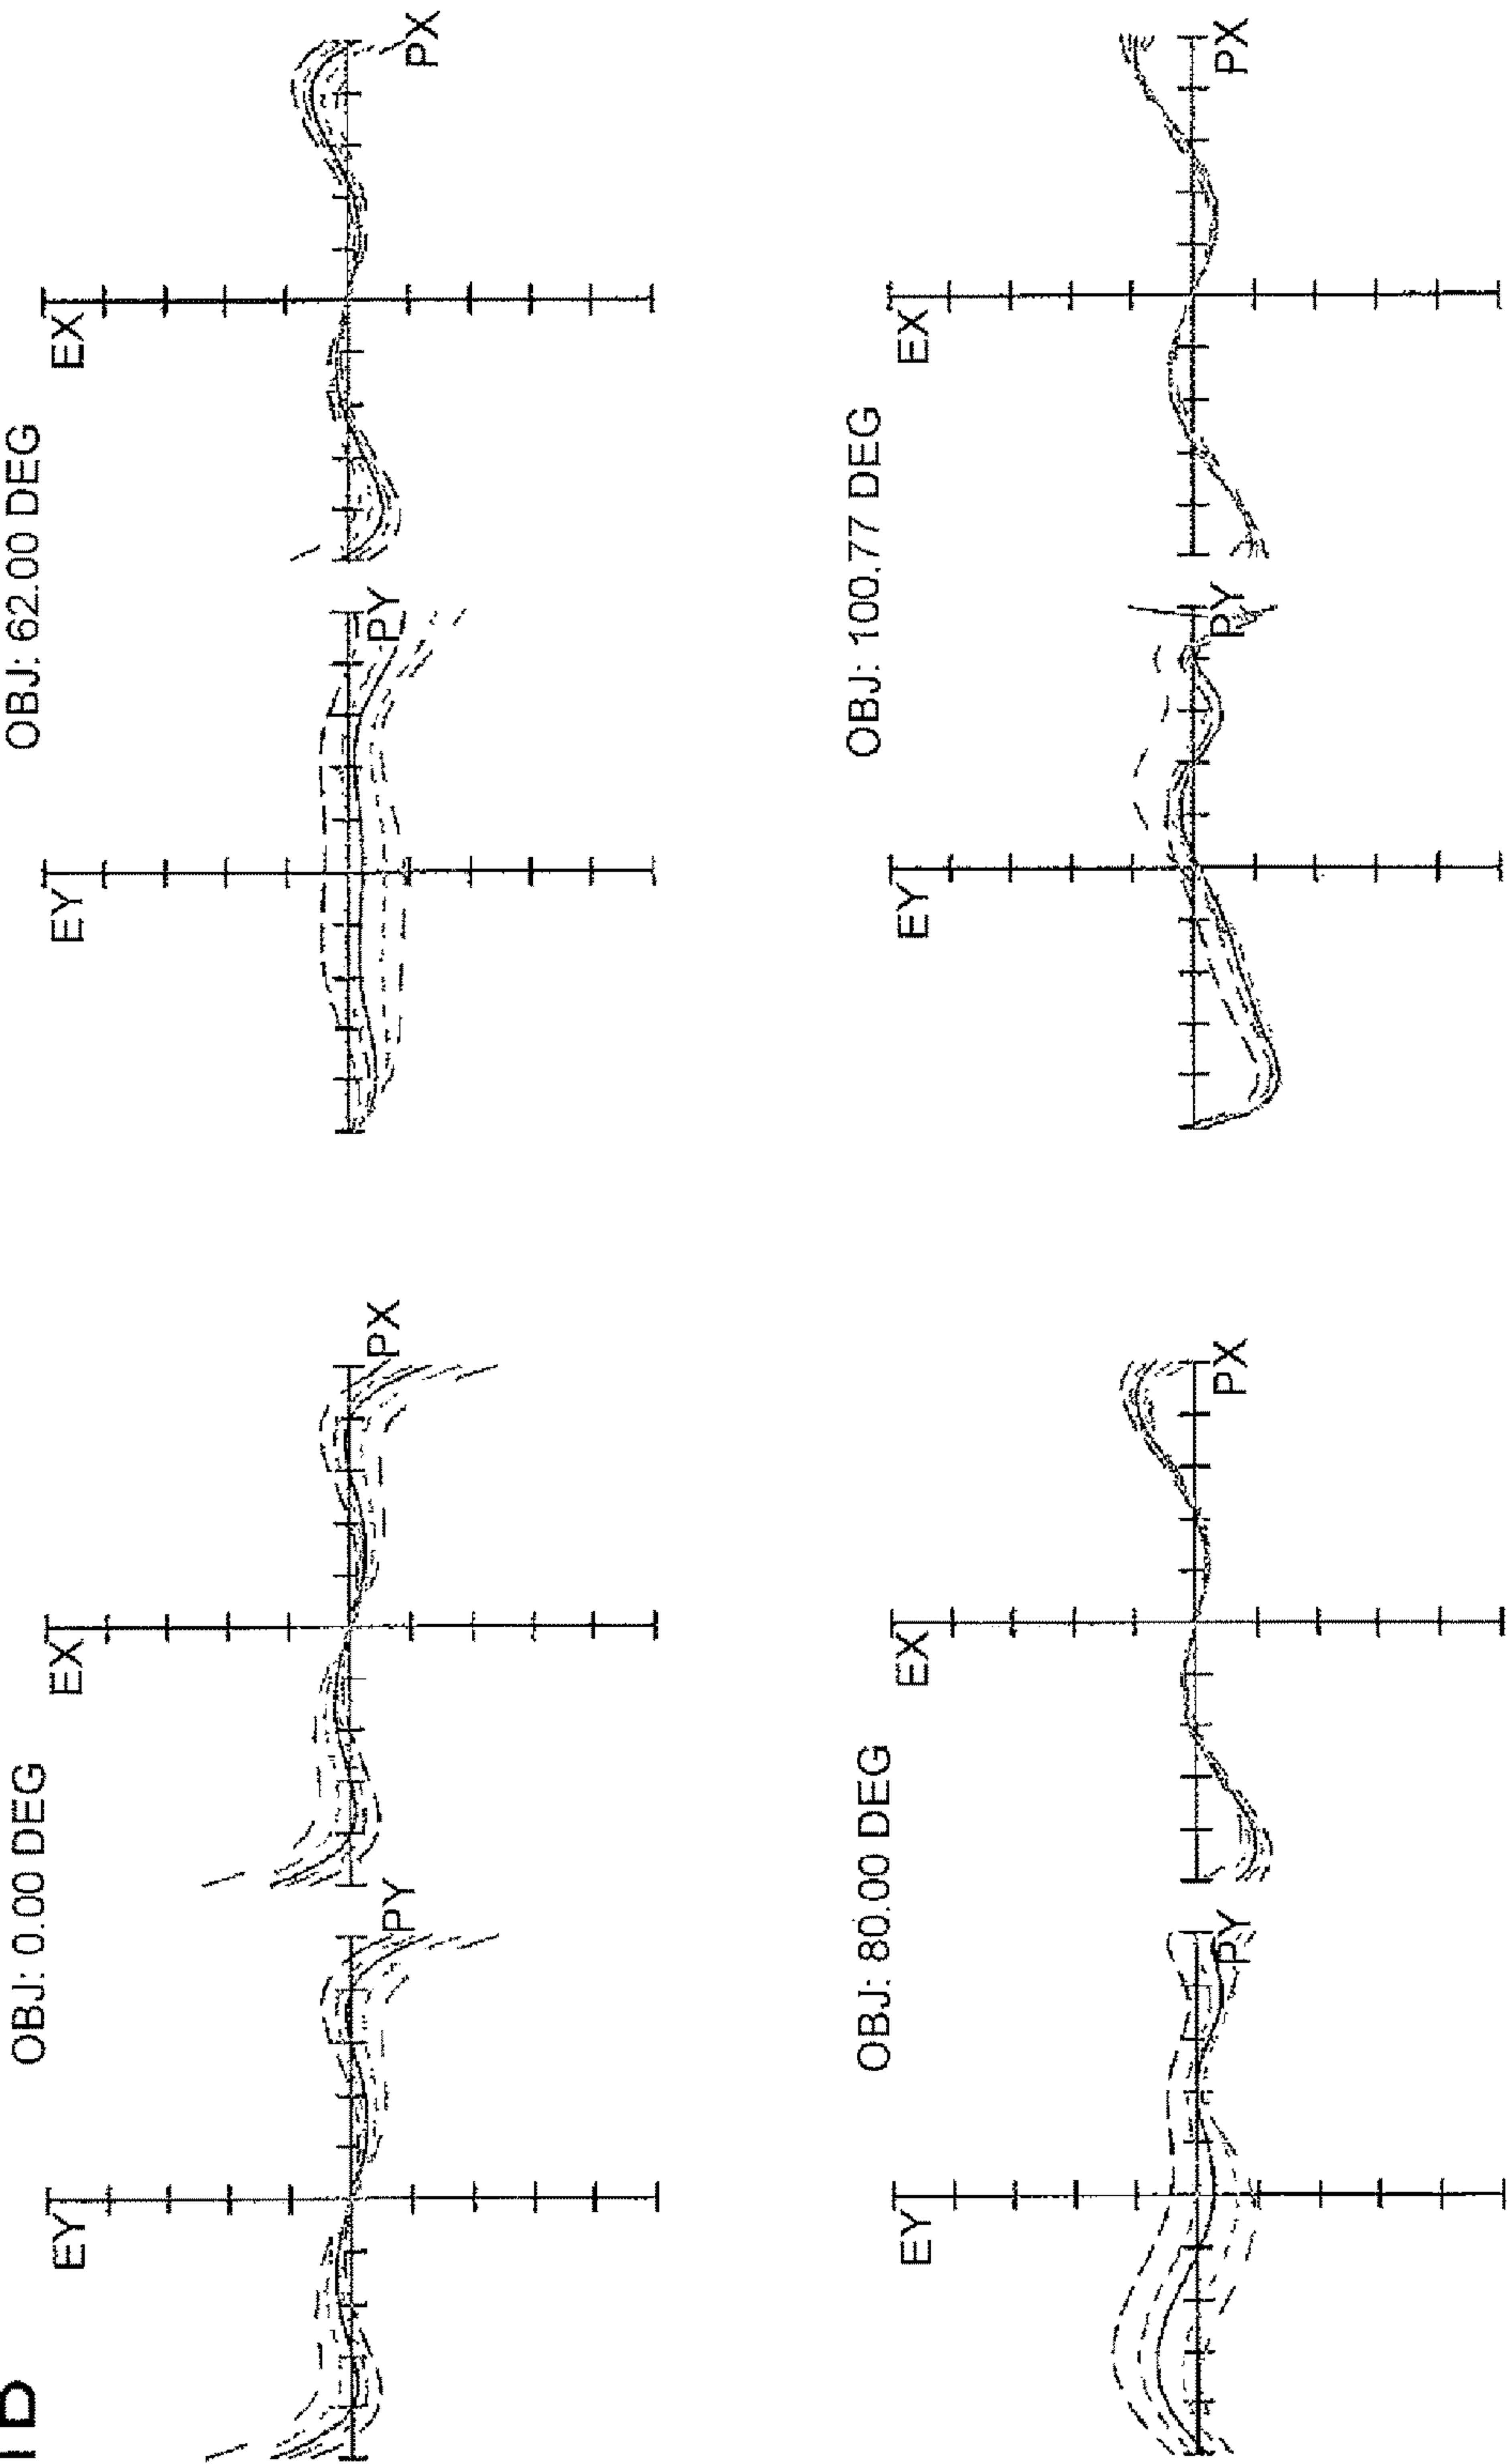 OBJ: 0.00 DEG
OBJ: 62.00 DEG
EY
EX
EY
EX
PY
PX
PY
PX
OBJ: 80.00 DEG
OBJ: 100.77 DEG
EY
EX
EY
EX
PY
PX
PY
PX